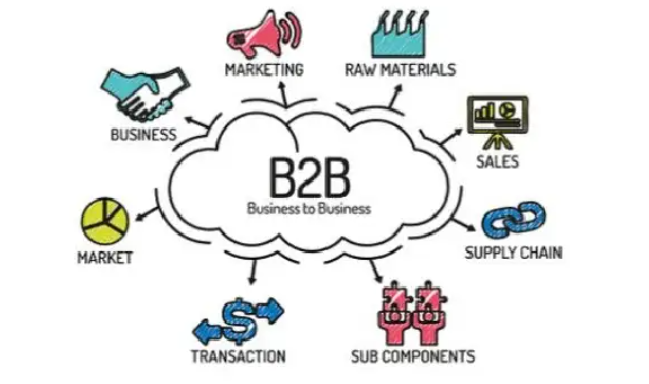 MARKETING
RAW MATERIALS
BUSINESS
SALES
B2B
Business to Business
MARKET
SUPPLY CHAIN
TRANSACTION
SUB COMPONENTS